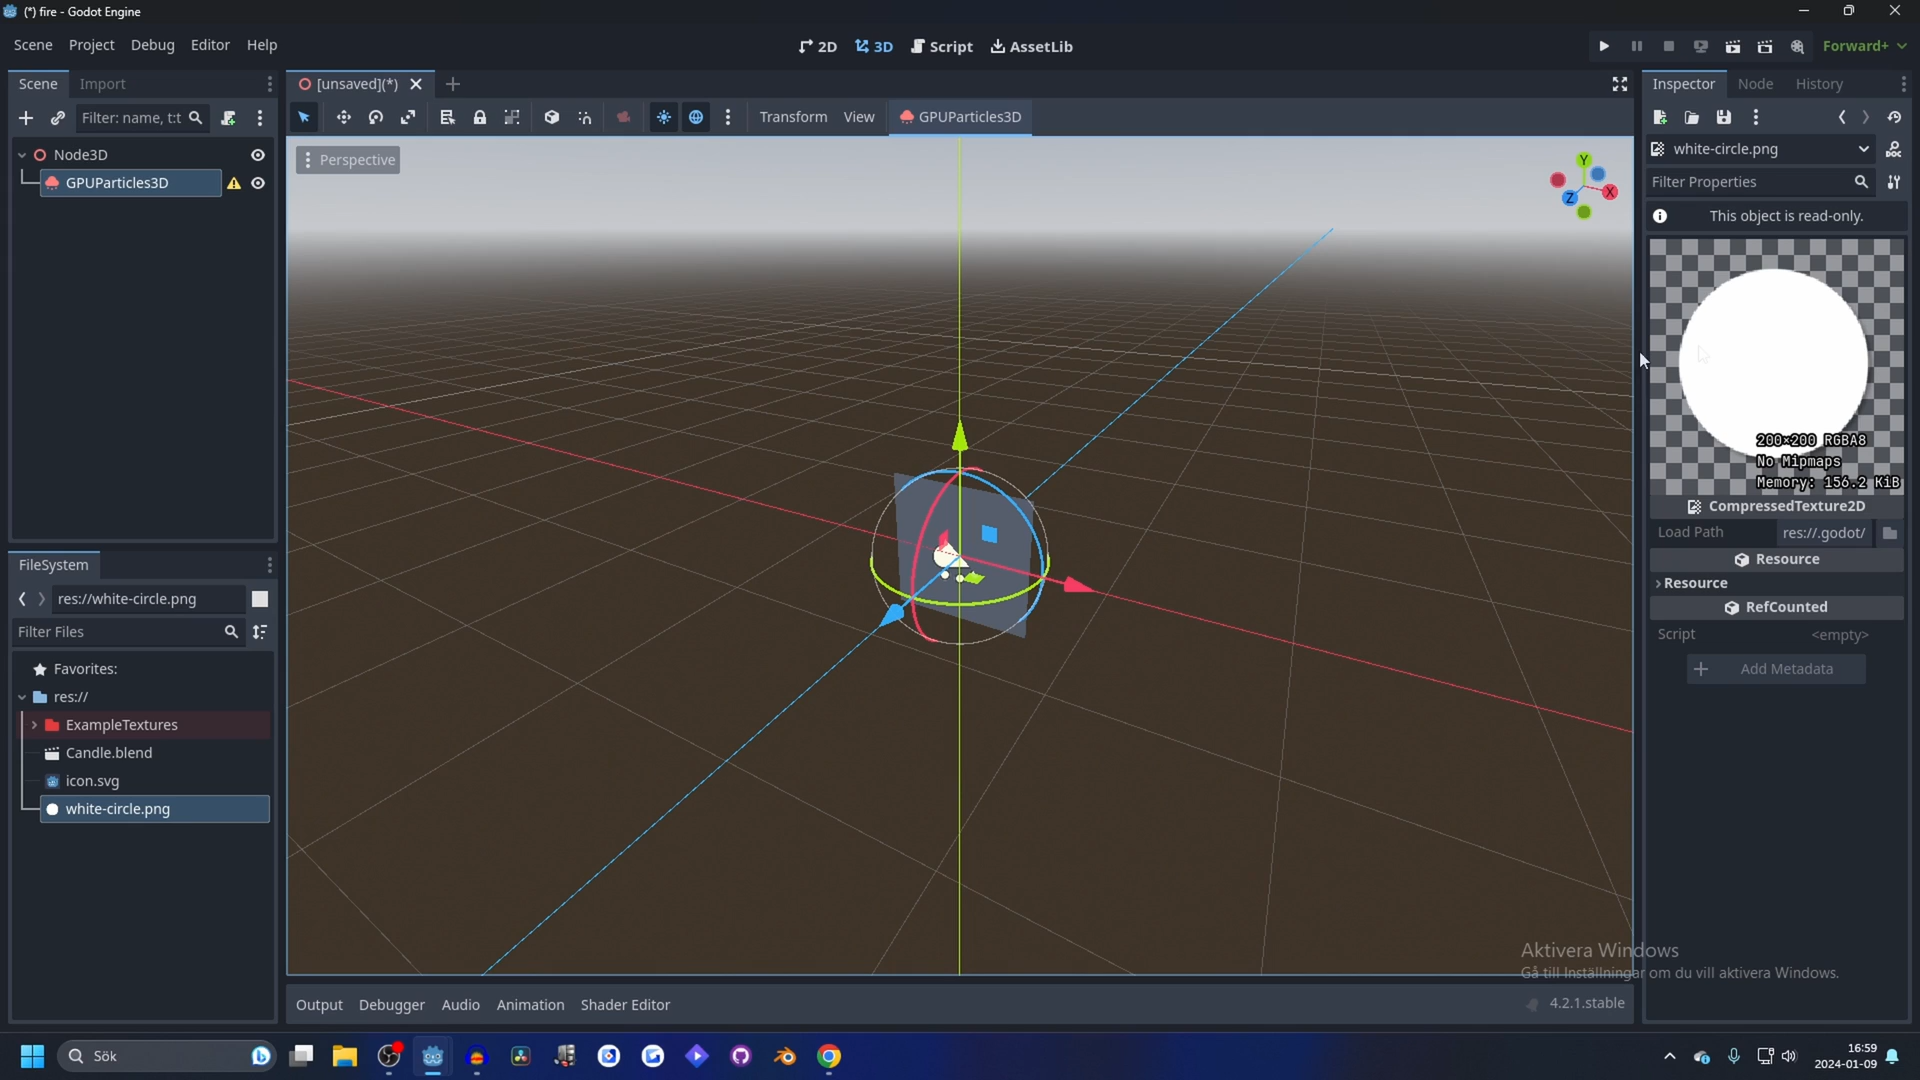 (*) fire - Godot Engine
Scene Project Debug Editor Help
2D 3D Script AssetLib
Forward+
Scene Import
[unsaved](*)
Inspector Node History
Filter: name, t:t
Transform View GPUParticles3D
Node3D
GPUParticles3D
Perspective
Y
X
Z
white-circle.png
Filter Properties
This object is read-only.
200×200 RGBA8
No Mipmaps
Memory: 156.2 KiB
CompressedTexture2D
Load Path res://.godot/
Resource
Resource
RefCounted
Script <empty>
Add Metadata
FileSystem
res://white-circle.png
Filter Files
Favorites:
res://
ExampleTextures
Candle.blend
icon.svg
white-circle.png
Aktivera Windows
Gå till Inställningar om du vill aktivera Windows.
Output Debugger Audio Animation Shader Editor
4.2.1.stable
Sök
16:59
2024-01-09